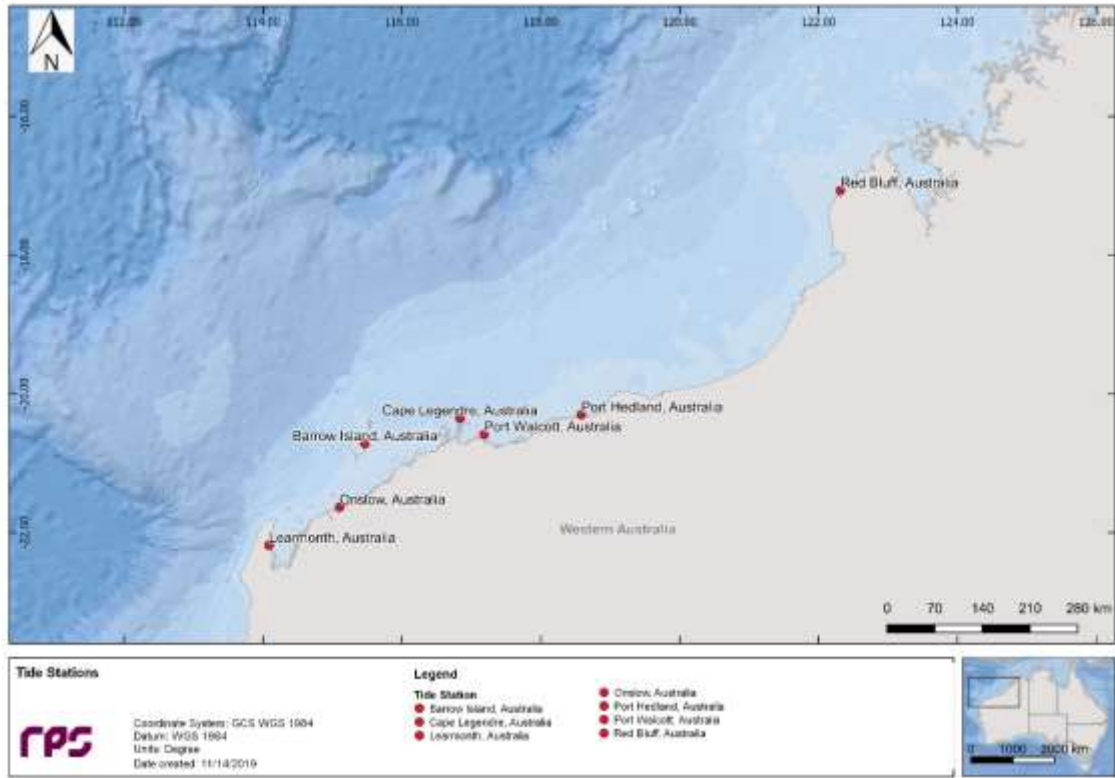 112.00 114.00 116.00 118.00 120.00 122.00 124.00 126.00
N
-16.00
-18.00
-20.00
-22.00
Red Bluff, Australia
Cape Legendre, Australia
Port Hedland, Australia
Port Walcott, Australia
Barrow Island, Australia
Onslow, Australia
Learmonth, Australia
Western Australia
0 70 140 210 280 km
Tide Stations
rps
Coordinate System: GCS WGS 1984
Datum: WGS 1984
Units: Degree
Date created: 11/14/2019
Legend
Tide Station
Barrow Island, Australia
Cape Legendre, Australia
Learmonth, Australia
Onslow, Australia
Port Hedland, Australia
Port Walcott, Australia
Red Bluff, Australia
0 1000 2000 km